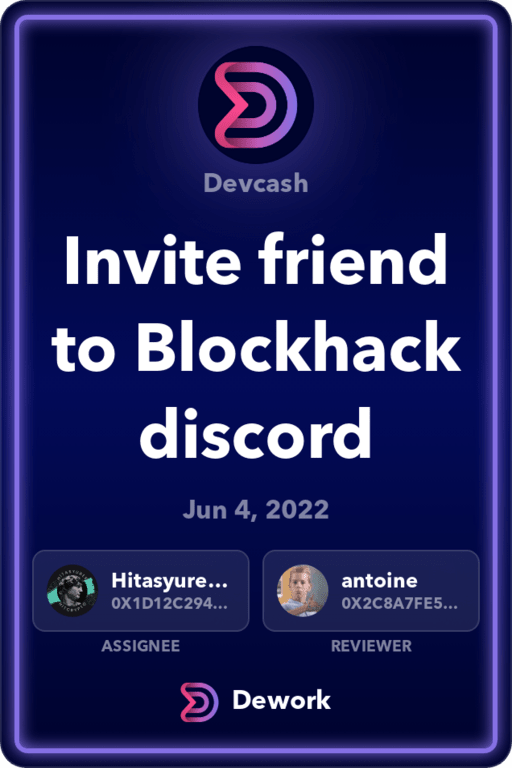 Devcash
Invite friend
to Blockhack
discord
Jun 4, 2022
Hitasyure...
0X1D12C294...
ASSIGNEE
antoine
0X2C8A7FE5...
REVIEWER
Dework